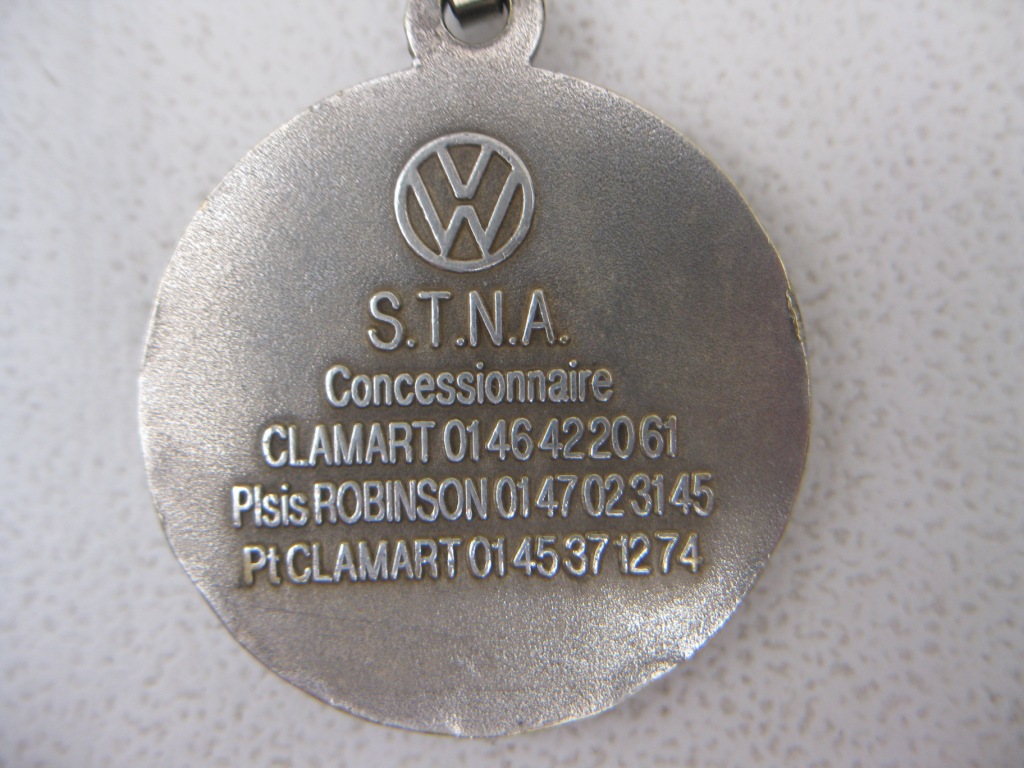 VW
S.T.N.A.
Concessionnaire
CLAMART 01 46 42 20 61
Plsis ROBINSON 01 47 02 31 45
Pt CLAMART 01 45 37 12 74